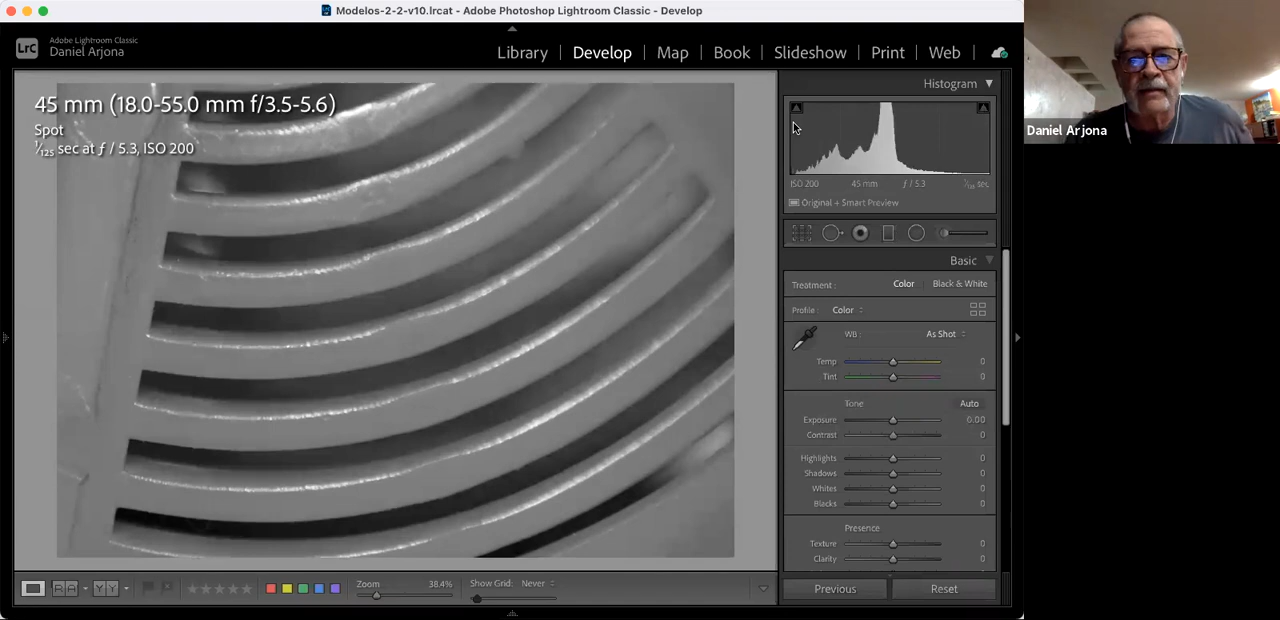 Modelos-2-2-v10.lrcat - Adobe Photoshop Lightroom Classic - Develop
LrC
Adobe Lightroom Classic
Daniel Arjona
Library | Develop | Map | Book | Slideshow | Print | Web
45 mm (18.0-55.0 mm f/3.5-5.6)
Spot
1/125 sec at ƒ / 5.3, ISO 200
Histogram
ISO 200 45 mm ƒ / 5.3 1/125 sec
Original + Smart Preview
Basic
Treatment : Color | Black & White
Profile : Color
WB : As Shot
Temp 0
Tint 0
Tone Auto
Exposure 0.00
Contrast 0
Highlights 0
Shadows 0
Whites 0
Blacks 0
Presence
Texture 0
Clarity 0
R A Y Y Zoom 38.4% Show Grid: Never
Previous Reset
Daniel Arjona